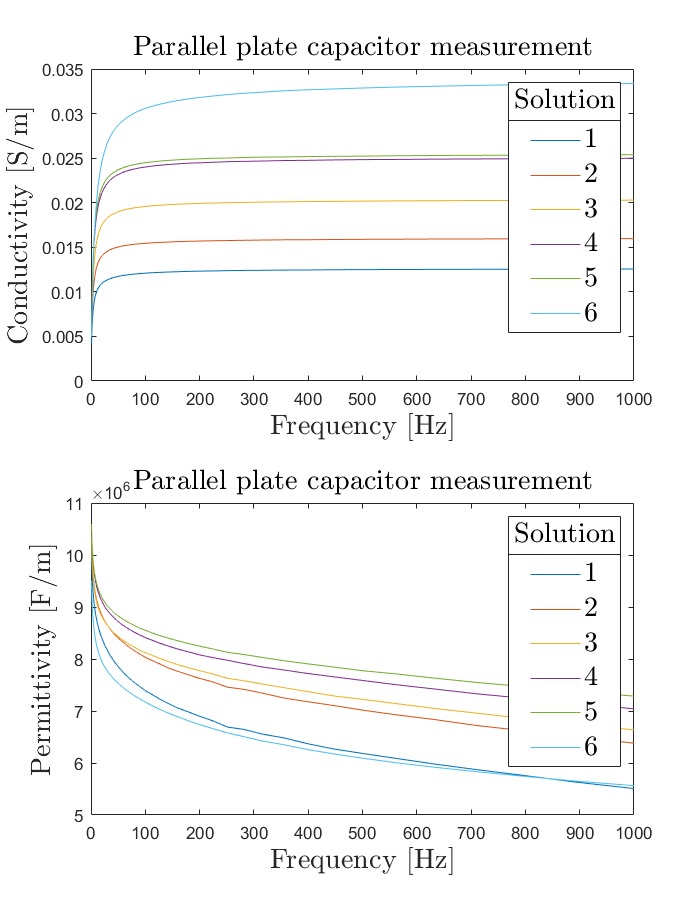 Parallel plate capacitor measurement
0.035
0.03
0.025
0.02
0.015
0.01
0.005
0
Conductivity [S/m]
Solution
1
2
3
4
5
6
0 100 200 300 400 500 600 700 800 900 1000
Frequency [Hz]
×10⁶ Parallel plate capacitor measurement
11
10
9
8
7
6
5
Permittivity [F/m]
Solution
1
2
3
4
5
6
0 100 200 300 400 500 600 700 800 900 1000
Frequency [Hz]